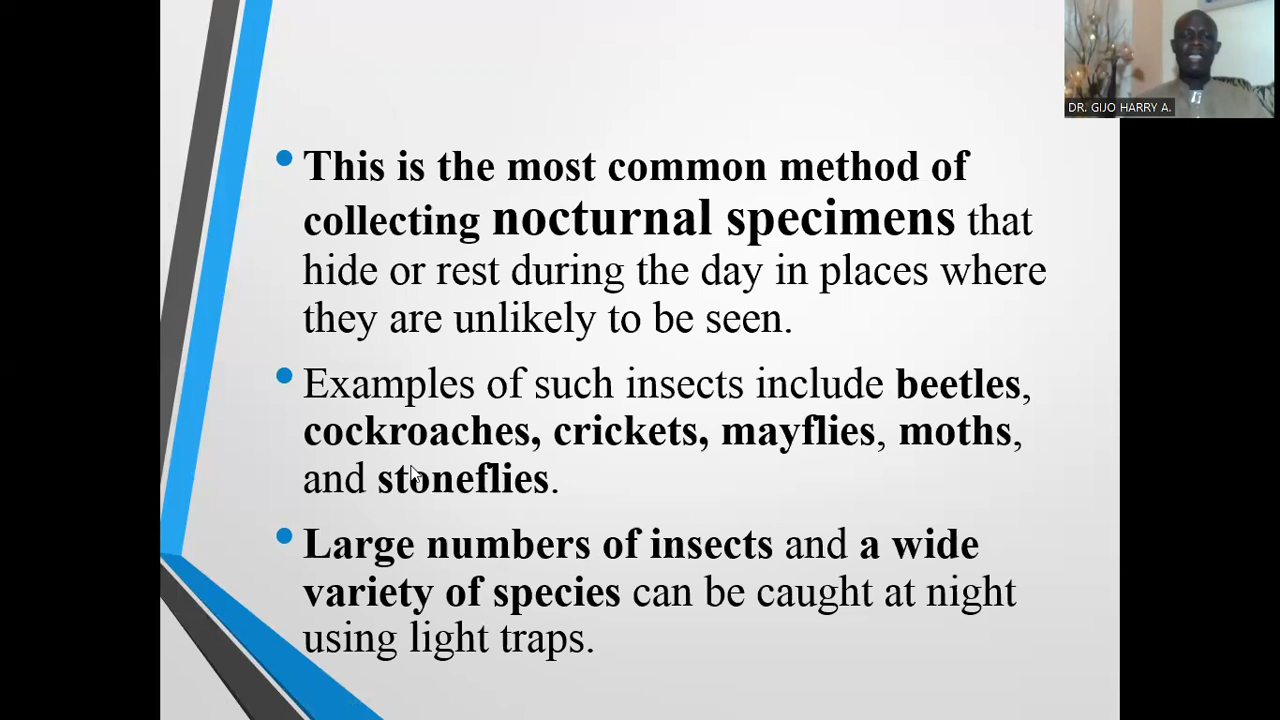 DR. GIJO HARRY A.
• This is the most common method of
collecting nocturnal specimens that
hide or rest during the day in places where
they are unlikely to be seen.
• Examples of such insects include beetles,
cockroaches, crickets, mayflies, moths,
and stoneflies.
• Large numbers of insects and a wide
variety of species can be caught at night
using light traps.